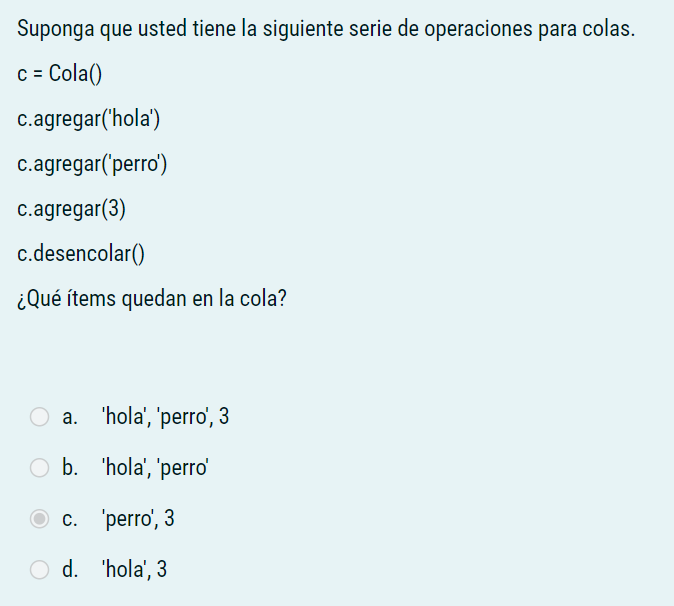 Suponga que usted tiene la siguiente serie de operaciones para colas.
c = Cola()
c.agregar('hola')
c.agregar('perro')
c.agregar(3)
c.desencolar()
¿Qué ítems quedan en la cola?
a. 'hola', 'perro', 3
b. 'hola', 'perro'
c. 'perro', 3
d. 'hola', 3